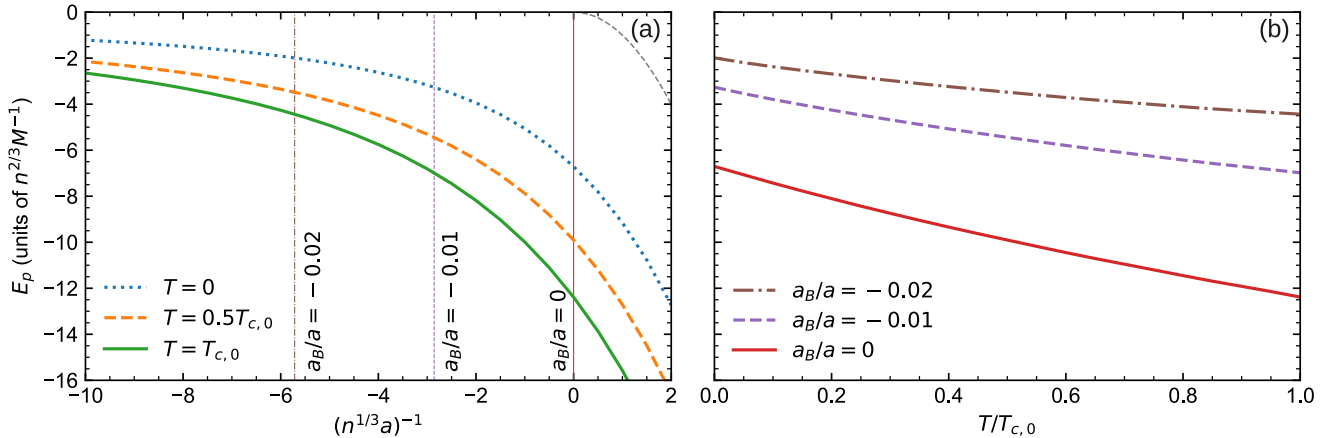 (a)
E_p (units of n^{2/3}M^{−1})
0
−2
−4
−6
−8
−10
−12
−14
−16
T = 0
T = 0.5T_{c,0}
T = T_{c,0}
a_B/a = −0.02
a_B/a = −0.01
a_B/a = 0
−10
−8
−6
−4
−2
0
2
(n^{1/3}a)^{−1}
(b)
a_B/a = −0.02
a_B/a = −0.01
a_B/a = 0
0.0
0.2
0.4
0.6
0.8
1.0
T/T_{c,0}